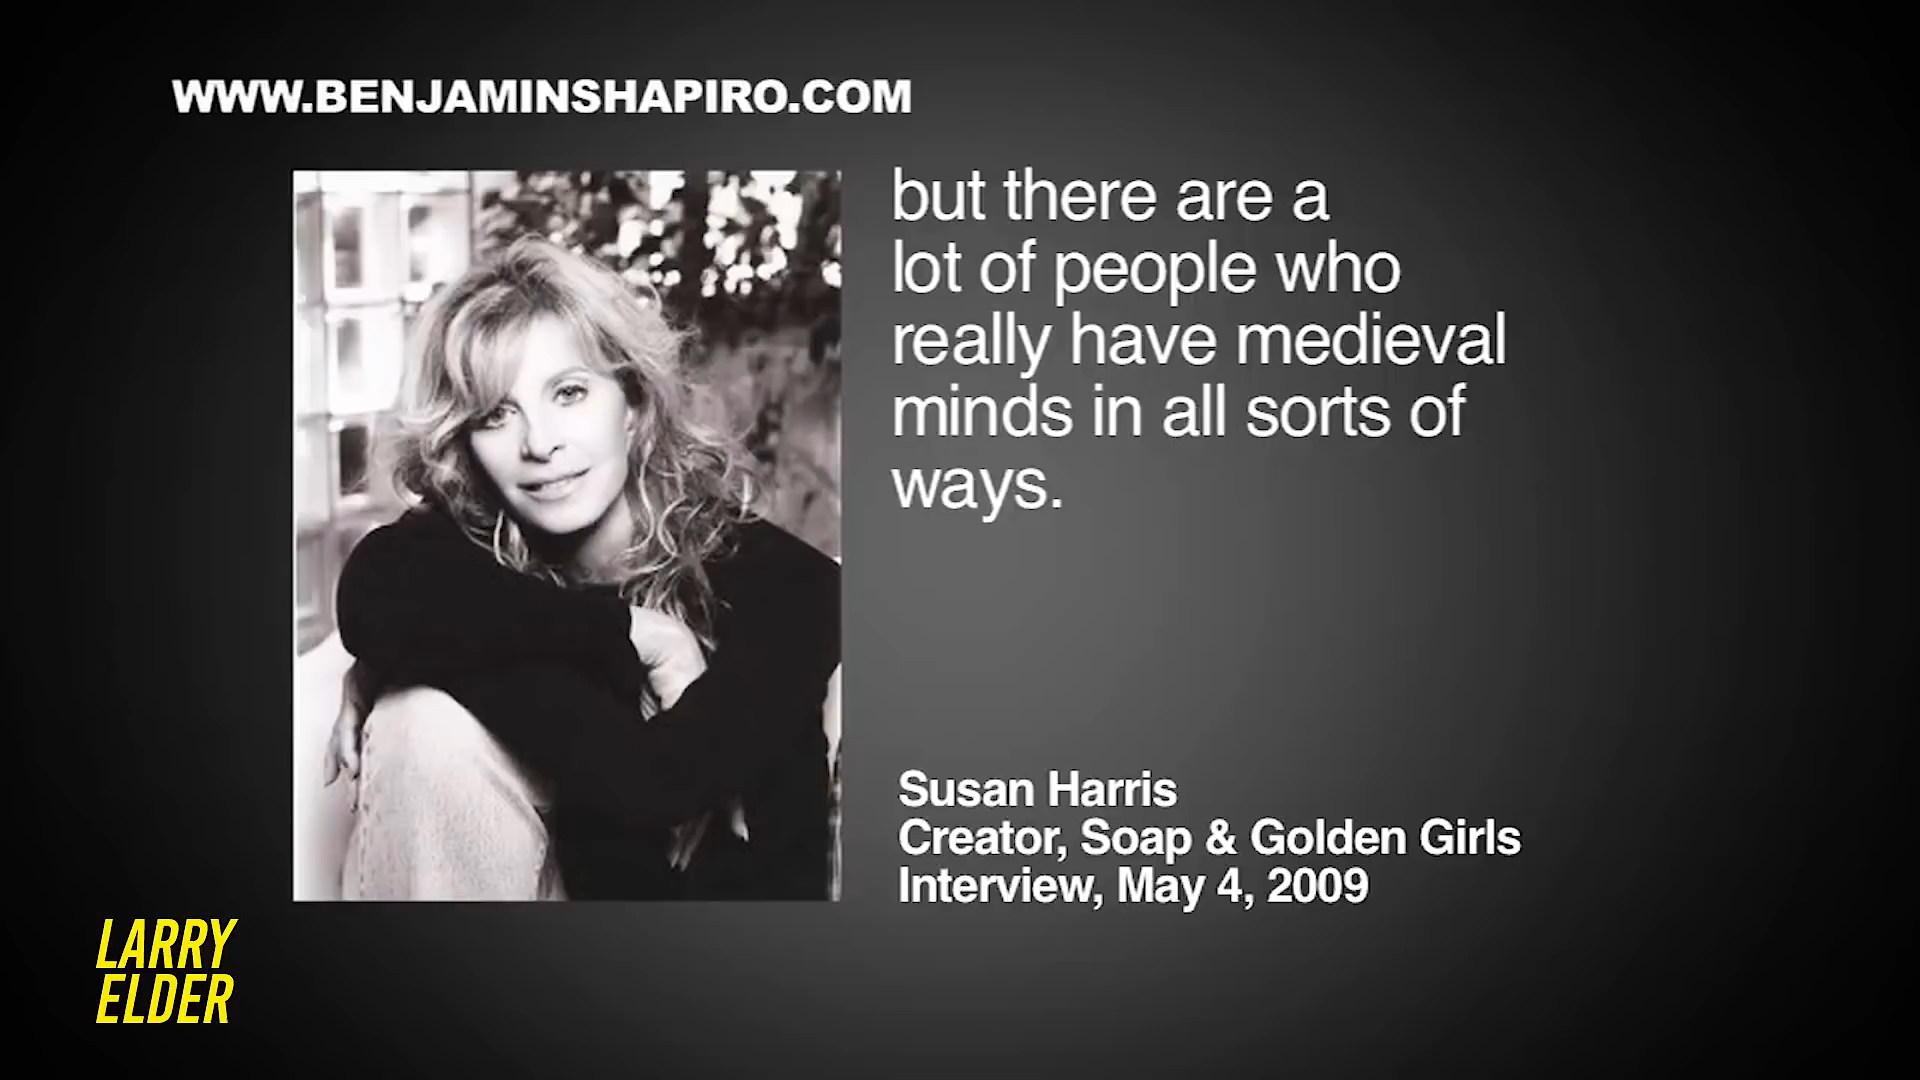 WWW.BENJAMINSHAPIRO.COM
but there are a
lot of people who
really have medieval
minds in all sorts of
ways.
Susan Harris
Creator, Soap & Golden Girls
Interview, May 4, 2009
LARRY
ELDER